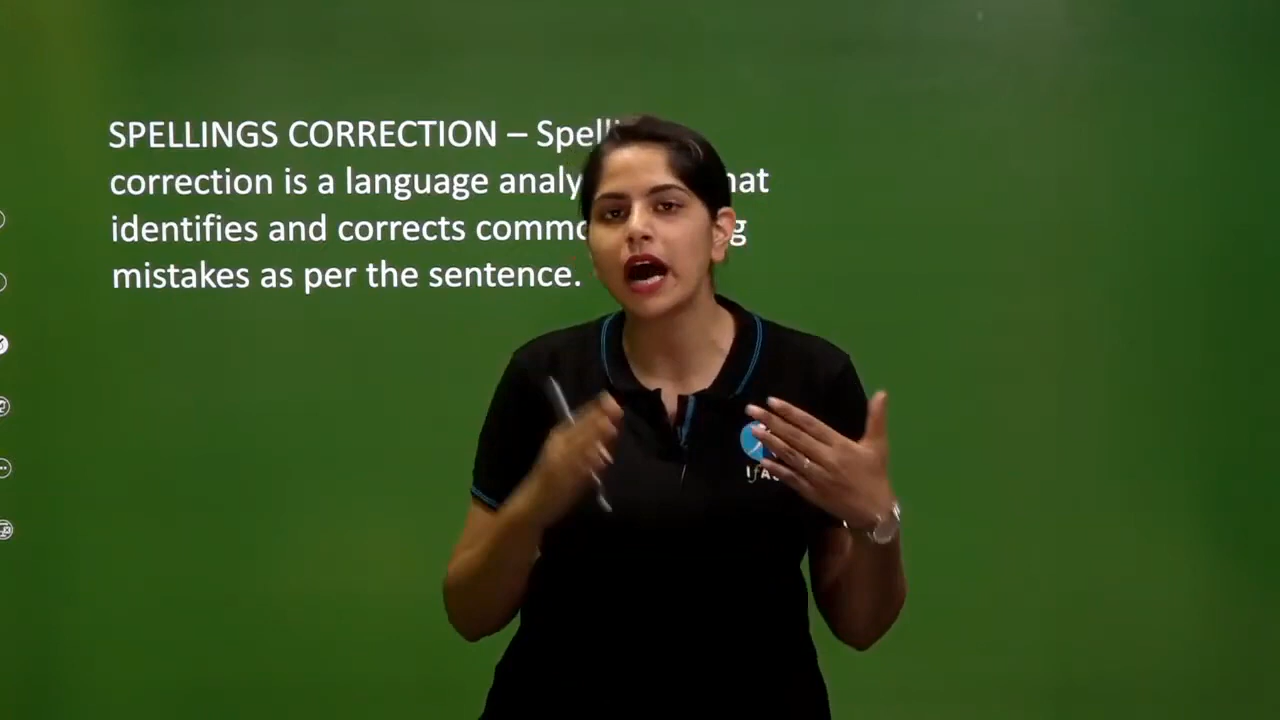 SPELLINGS CORRECTION –
correction is a language
identifies and corrects
mistakes as per the sentence.